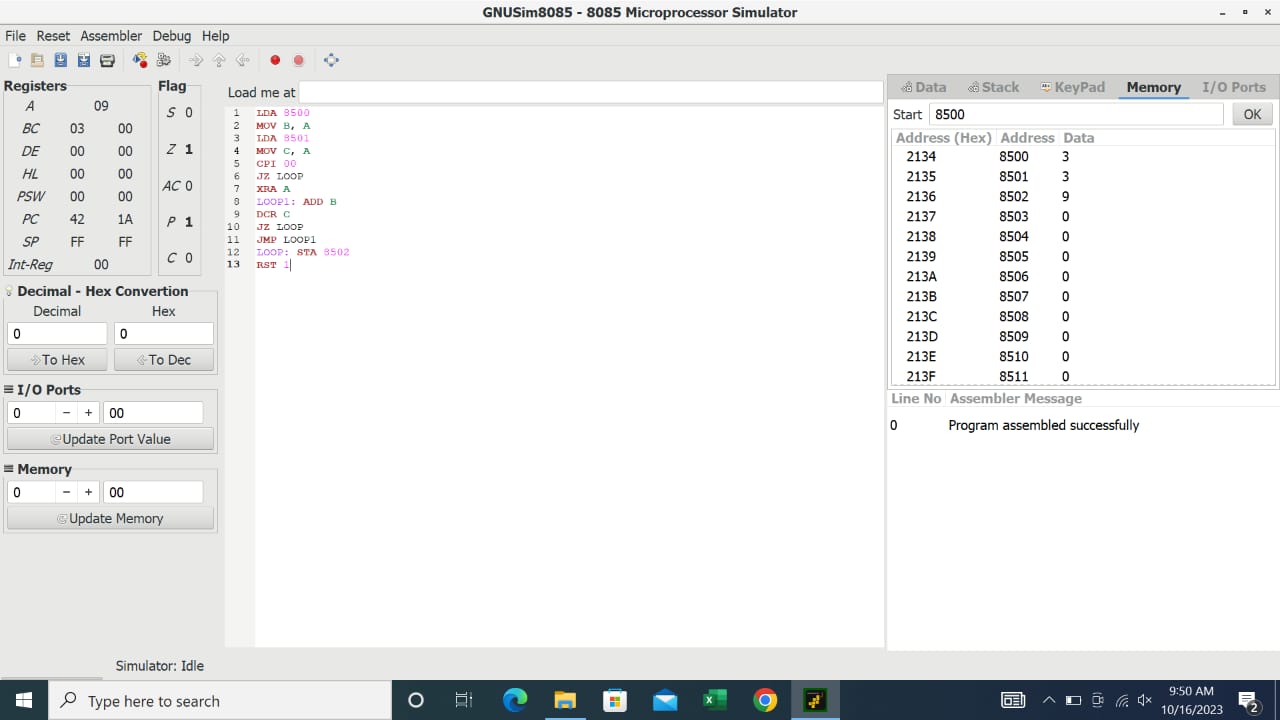 GNUSim8085 - 8085 Microprocessor Simulator
File Reset Assembler Debug Help
Registers
A 09
BC 03 00
DE 00 00
HL 00 00
PSW 00 00
PC 42 1A
SP FF FF
Int-Reg 00
Flag
S 0
Z 1
AC 0
P 1
C 0
Decimal - Hex Convertion
Decimal Hex
0 0
To Hex To Dec
I/O Ports
0 - + 00
Update Port Value
Memory
0 - + 00
Update Memory
Simulator: Idle
Load me at
1 LDA 8500
2 MOV B, A
3 LDA 8501
4 MOV C, A
5 CPI 00
6 JZ LOOP
7 XRA A
8 LOOP1: ADD B
9 DCR C
10 JZ LOOP
11 JMP LOOP1
12 LOOP: STA 8502
13 RST 1
Data Stack KeyPad Memory I/O Ports
Start 8500 OK
Address (Hex) Address Data
2134 8500 3
2135 8501 3
2136 8502 9
2137 8503 0
2138 8504 0
2139 8505 0
213A 8506 0
213B 8507 0
213C 8508 0
213D 8509 0
213E 8510 0
213F 8511 0
Line No Assembler Message
0 Program assembled successfully
Type here to search
9:50 AM
10/16/2023
2